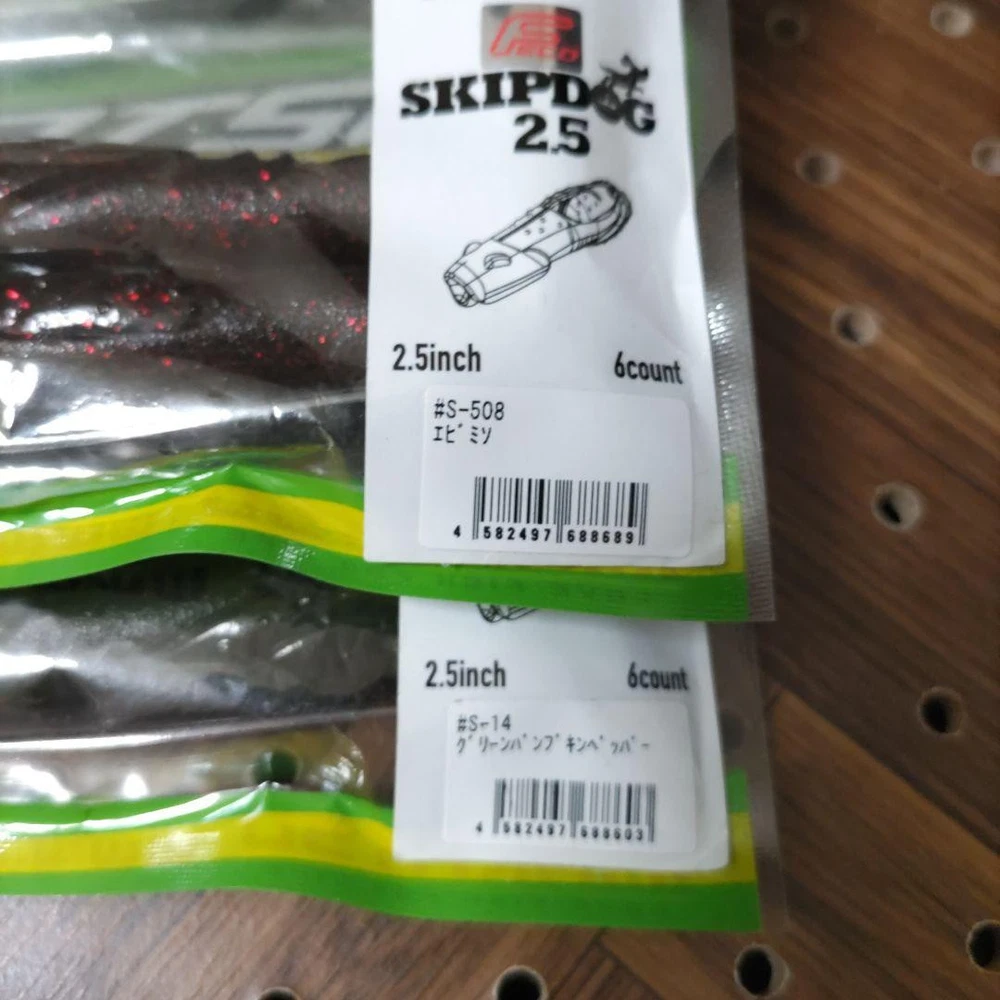 SKIPDOG
2.5
2.5inch 6count
#S-508
ｴﾋﾞﾐｿ
4 582497 688689
2.5inch 6count
#S-14
ｸﾞﾘｰﾝﾊﾟﾝﾌﾟｷﾝﾍﾟｯﾊﾟｰ
4 582497 688603